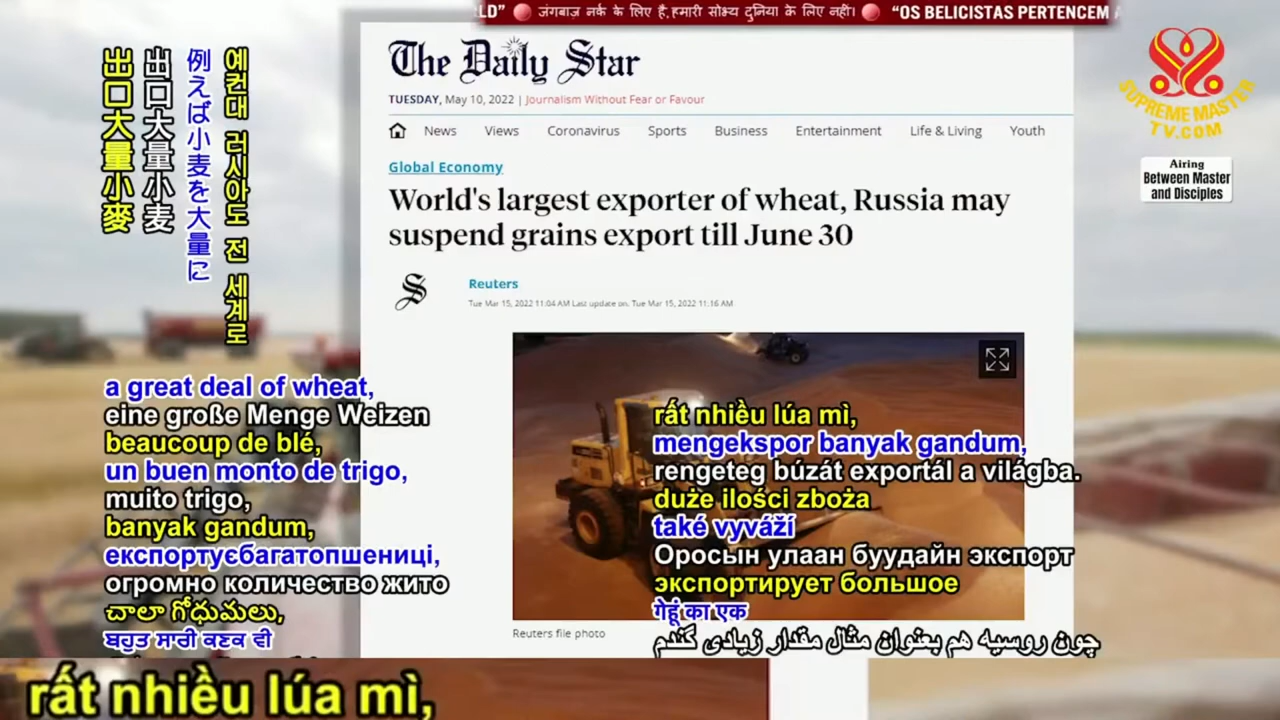 LD" जंगबाज़ नर्क के लिए है, हमारी सोभ्य दुनिया के लिए नहीं। "OS BELICISTAS PERTENCEM
The Daily Star
TUESDAY, May 10, 2022 | Journalism Without Fear or Favour
News Views Coronavirus Sports Business Entertainment Life & Living Youth
Global Economy
World's largest exporter of wheat, Russia may
suspend grains export till June 30
Reuters
Tue Mar 15, 2022 11:04 AM Last update on: Tue Mar 15, 2022 11:16 AM
Reuters file photo
SUPREME MASTER
TV.COM
Airing
Between Master
and Disciples
出口大量小麥
出口大量小麦
例えば小麦を大量に
예컨대 러시아도 전 세계로
a great deal of wheat,
eine große Menge Weizen
beaucoup de blé,
un buen monto de trigo,
muito trigo,
banyak gandum,
експортуєбагатопшениці,
огромно количество жито
చాలా గోధుమలు,
ਬਹੁਤ ਸਾਰੀ ਕਣਕ ਵੀ
rất nhiều lúa mì,
mengekspor banyak gandum,
rengeteg búzát exportál a világba.
duże ilości zboża
také vyváží
Оросын улаан буудайн экспорт
экспортирует большое
गेहूं का एक
چون روسیه هم بعنوان مثال مقدار زیادی گندم
rất nhiều lúa mì,